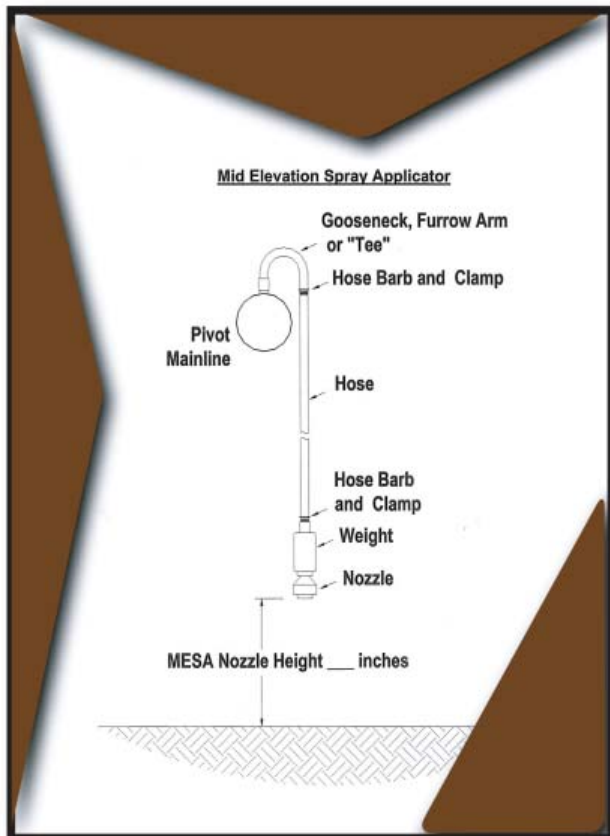 Mid Elevation Spray Applicator
Gooseneck, Furrow Arm
or "Tee"
Hose Barb and Clamp
Pivot
Mainline
Hose
Hose Barb
and Clamp
Weight
Nozzle
MESA Nozzle Height ___ inches